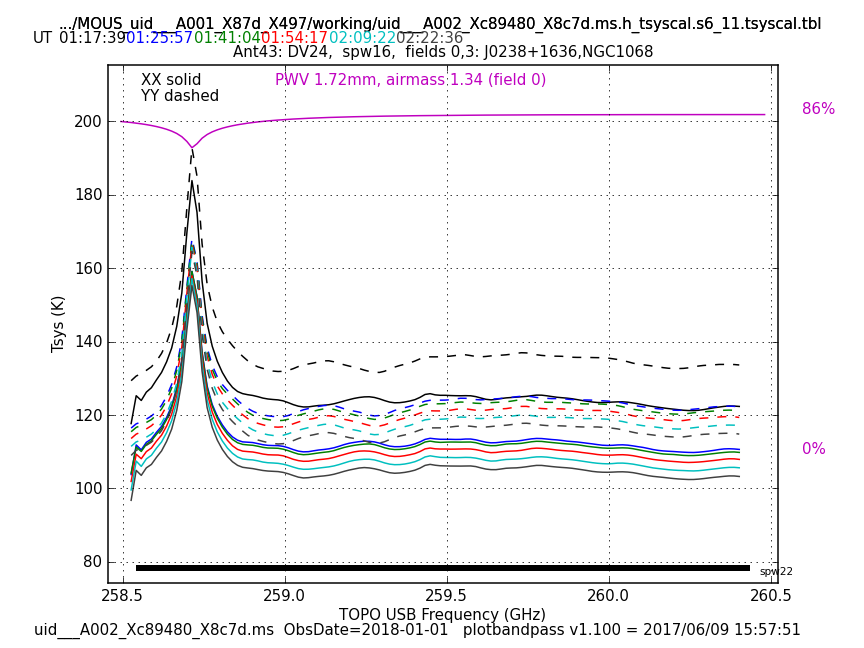 .../MOUS_uid___A001_X87d_X497/working/uid___A002_Xc89480_X8c7d.ms.h_tsyscal.s6_11.tsyscal.tbl
UT 01:17:39 01:25:57 01:41:04 01:54:17 02:09:22 02:22:36
Ant43: DV24, spw16, fields 0,3: J0238+1636,NGC1068
XX solid
PWV 1.72mm, airmass 1.34 (field 0)
YY dashed
86%
200
180
160
140
120
100
80
Tsys (K)
0%
spw22
258.5 259.0 259.5 260.0 260.5
TOPO USB Frequency (GHz)
uid___A002_Xc89480_X8c7d.ms ObsDate=2018-01-01 plotbandpass v1.100 = 2017/06/09 15:57:51